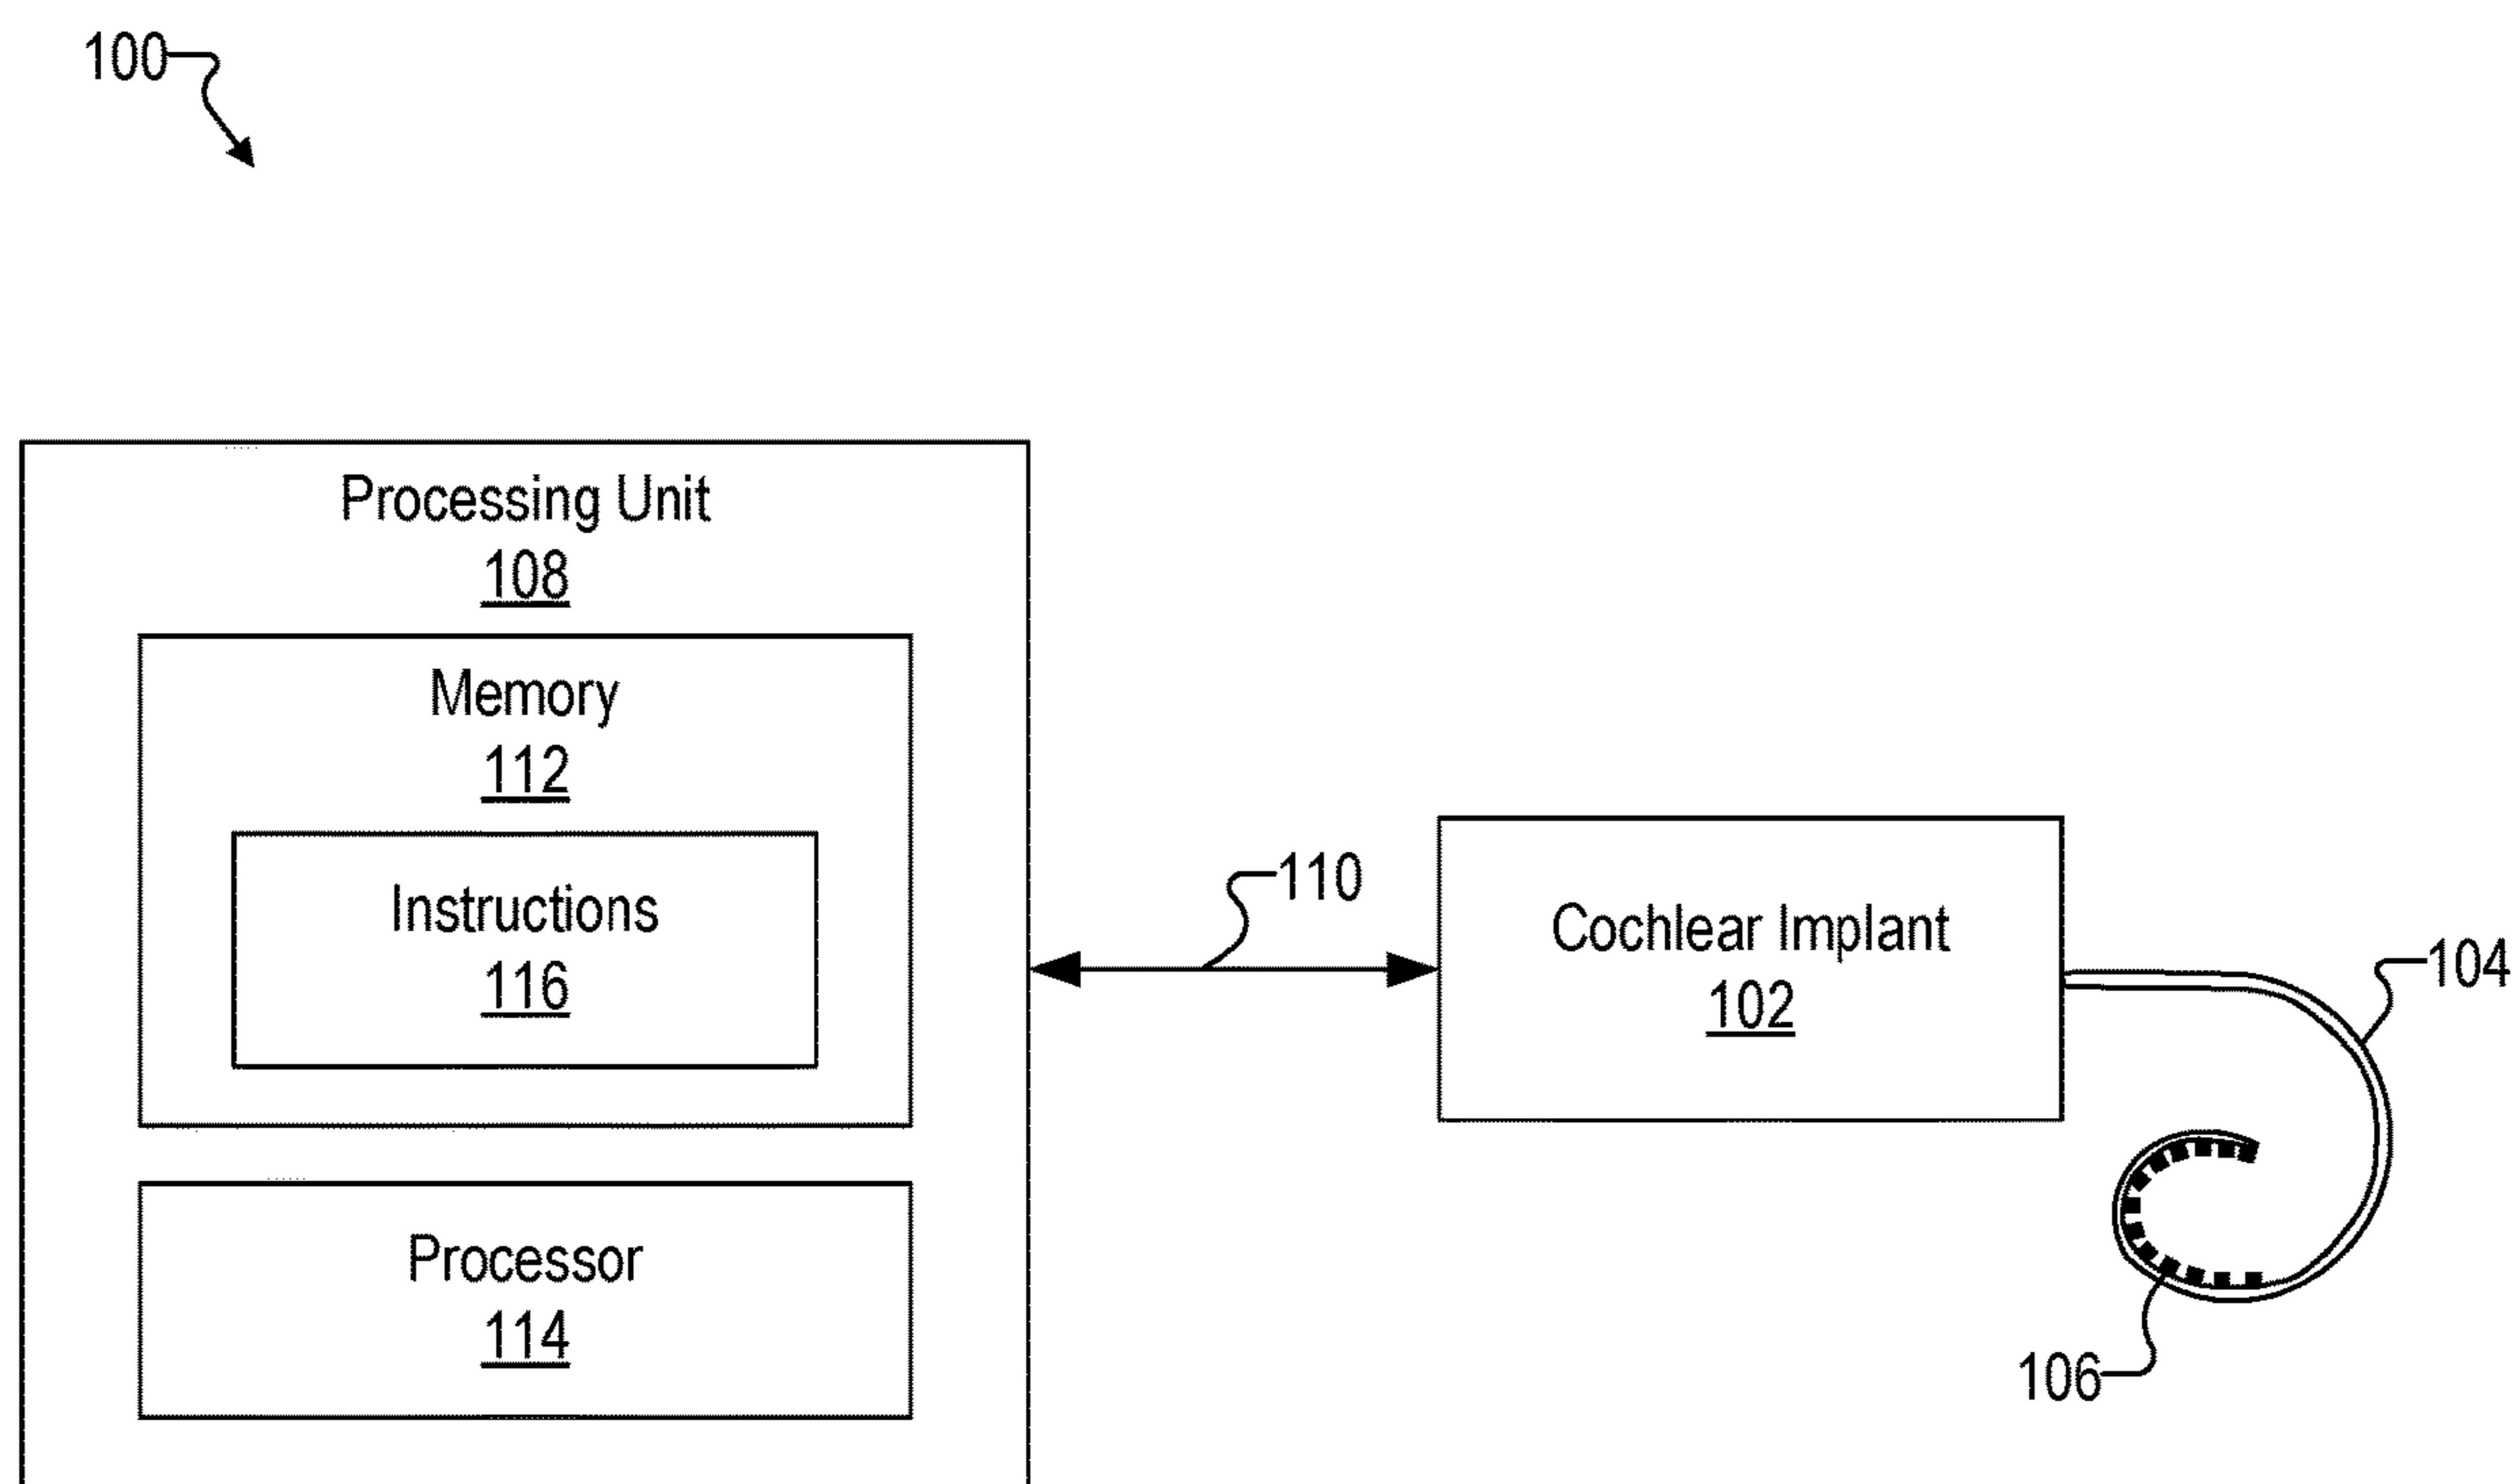 100
Processing Unit
108
Memory
112
Instructions
116
110
Cochlear Implant
102
104
Processor
114
106